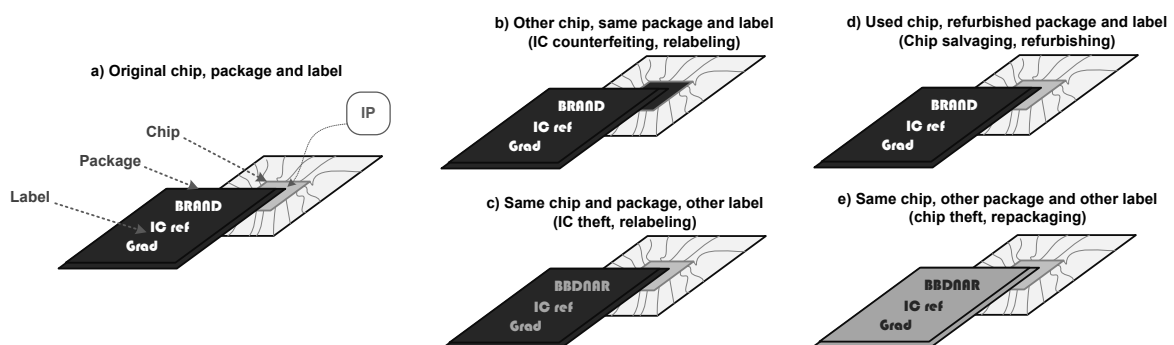 a) Original chip, package and label
IP
Chip
Package
Label
BRAND
IC ref
Grad
b) Other chip, same package and label
(IC counterfeiting, relabeling)
BRAND
IC ref
Grad
c) Same chip and package, other label
(IC theft, relabeling)
BBDNAR
IC ref
Grad
d) Used chip, refurbished package and label
(Chip salvaging, refurbishing)
BRAND
IC ref
Grad
e) Same chip, other package and other label
(chip theft, repackaging)
BBDNAR
IC ref
Grad